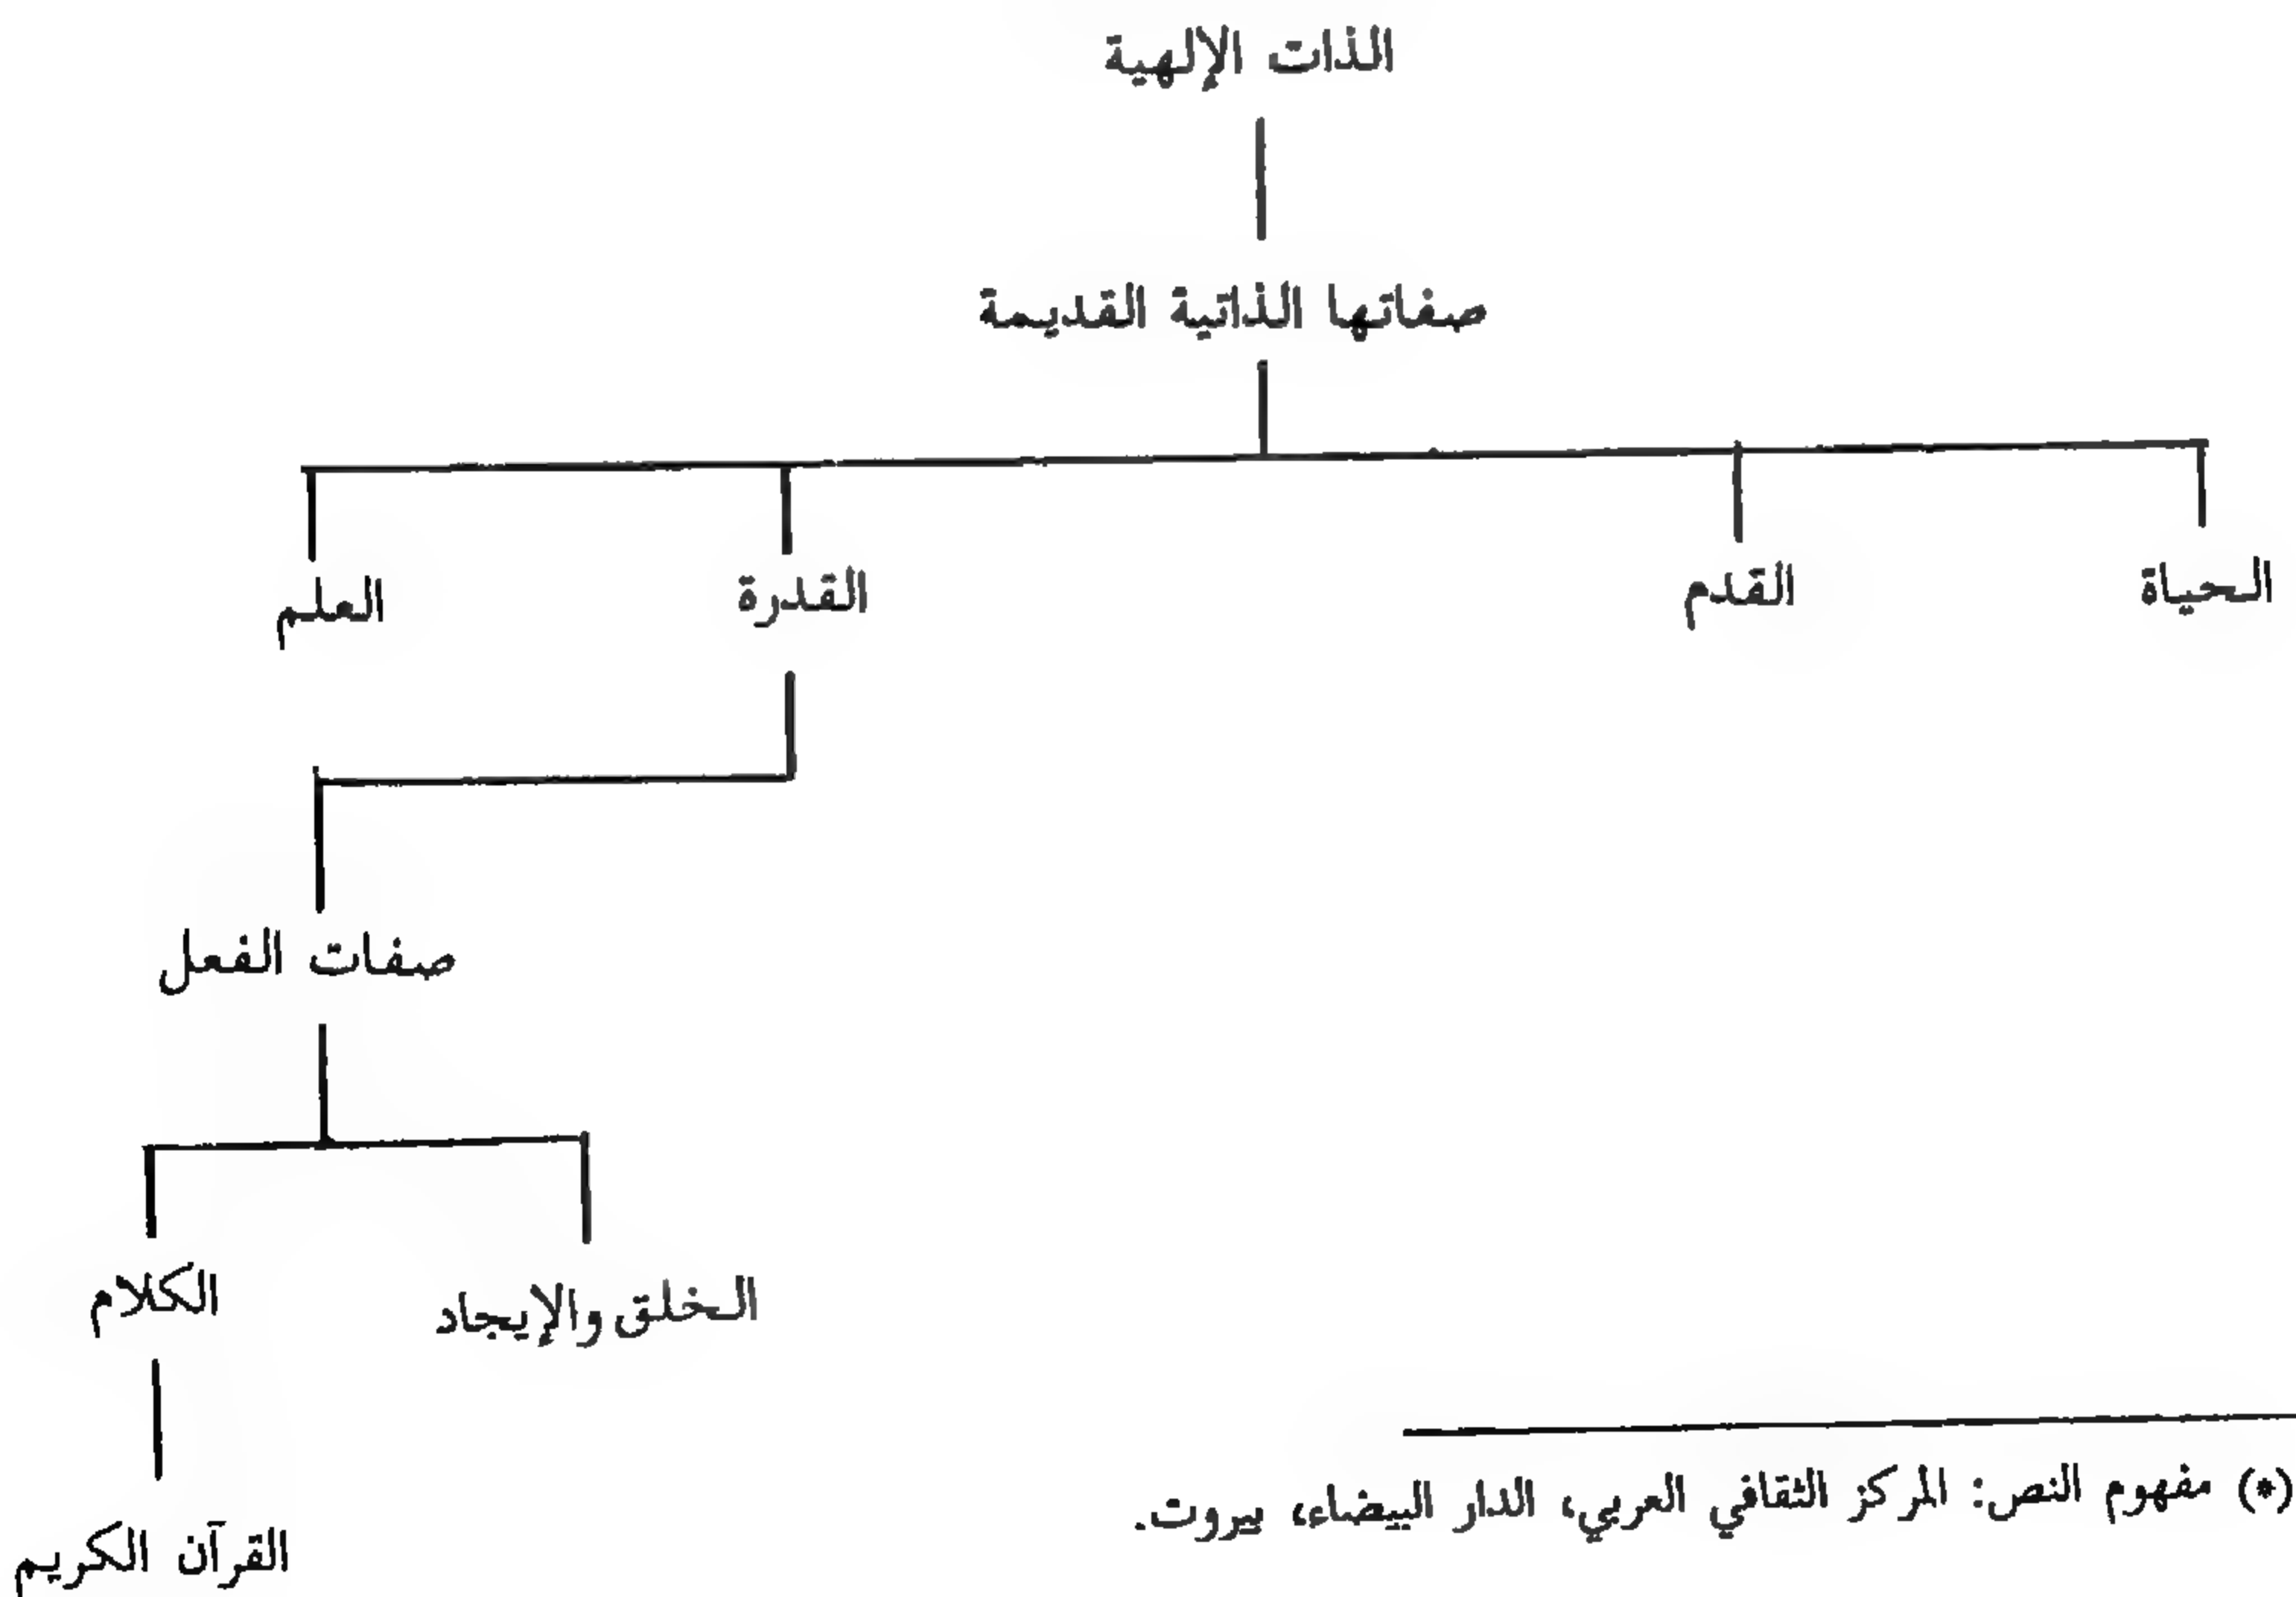 الذات الإلهية
صفاتها الذاتية القديمة
الحياة
القدم
القدرة
العلم
صفات الفعل
الخلق والإيجاد
الكلام
القرآن الكريم
(*) مفهوم النص: المركز الثقافي العربي، الدار البيضاء، بيروت.